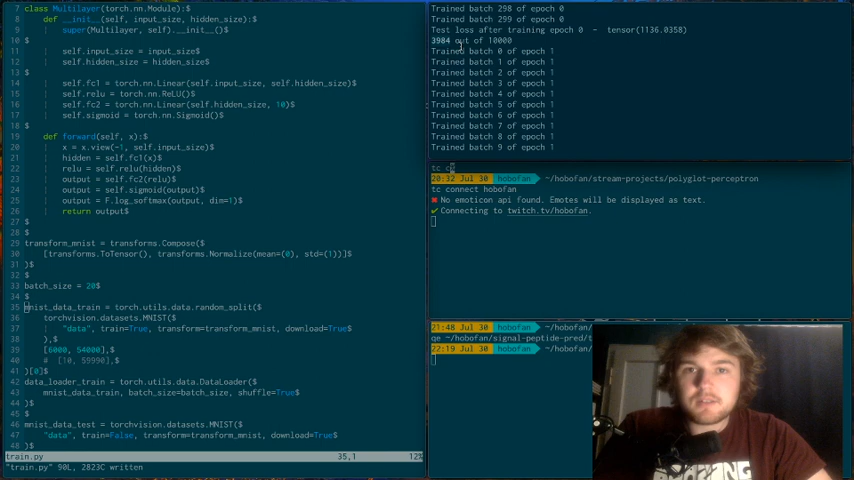 7 class Multilayer(torch.nn.Module):$
8 def __init__(self, input_size, hidden_size):$
9 super(Multilayer, self).__init__()$
10 $
11 self.input_size = input_size$
12 self.hidden_size = hidden_size$
13 $
14 self.fc1 = torch.nn.Linear(self.input_size, self.hidden_size)$
15 self.relu = torch.nn.ReLU()$
16 self.fc2 = torch.nn.Linear(self.hidden_size, 10)$
17 self.sigmoid = torch.nn.Sigmoid()$
18 $
19 def forward(self, x):$
20 x = x.view(-1, self.input_size)$
21 hidden = self.fc1(x)$
22 relu = self.relu(hidden)$
23 output = self.fc2(relu)$
24 output = self.sigmoid(output)$
25 output = F.log_softmax(output, dim=1)$
26 return output$
27 $
28 $
29 transform_mnist = transforms.Compose($
30 [transforms.ToTensor(), transforms.Normalize(mean=(0), std=(1))]$
31 )$
32 $
33 batch_size = 20$
34 $
35 mnist_data_train = torch.utils.data.random_split($
36 torchvision.datasets.MNIST($
37 "data", train=True, transform=transform_mnist, download=True$
38 ),$
39 [6000, 54000],$
40 # [10, 59990],$
41 )[0]$
42 data_loader_train = torch.utils.data.DataLoader($
43 mnist_data_train, batch_size=batch_size, shuffle=True$
44 )$
45 $
46 mnist_data_test = torchvision.datasets.MNIST($
47 "data", train=False, transform=transform_mnist, download=True$
48 )$
train.py 35,1 12%
"train.py" 90L, 2823C written
Trained batch 298 of epoch 0
Trained batch 299 of epoch 0
Test loss after training epoch 0 - tensor(1136.0358)
3984 out of 10000
Trained batch 0 of epoch 1
Trained batch 1 of epoch 1
Trained batch 2 of epoch 1
Trained batch 3 of epoch 1
Trained batch 4 of epoch 1
Trained batch 5 of epoch 1
Trained batch 6 of epoch 1
Trained batch 7 of epoch 1
Trained batch 8 of epoch 1
Trained batch 9 of epoch 1
tc c
20:32 Jul 30 hobofan ~/hobofan/stream-projects/polyglot-perceptron
tc connect hobofan
No emoticon api found. Emotes will be displayed as text.
✔ Connecting to twitch.tv/hobofan.
21:48 Jul 30 hobofan ~/hobofan/
qe ~/hobofan/signal-peptide-pred/t
22:19 Jul 30 hobofan ~/hobofan/